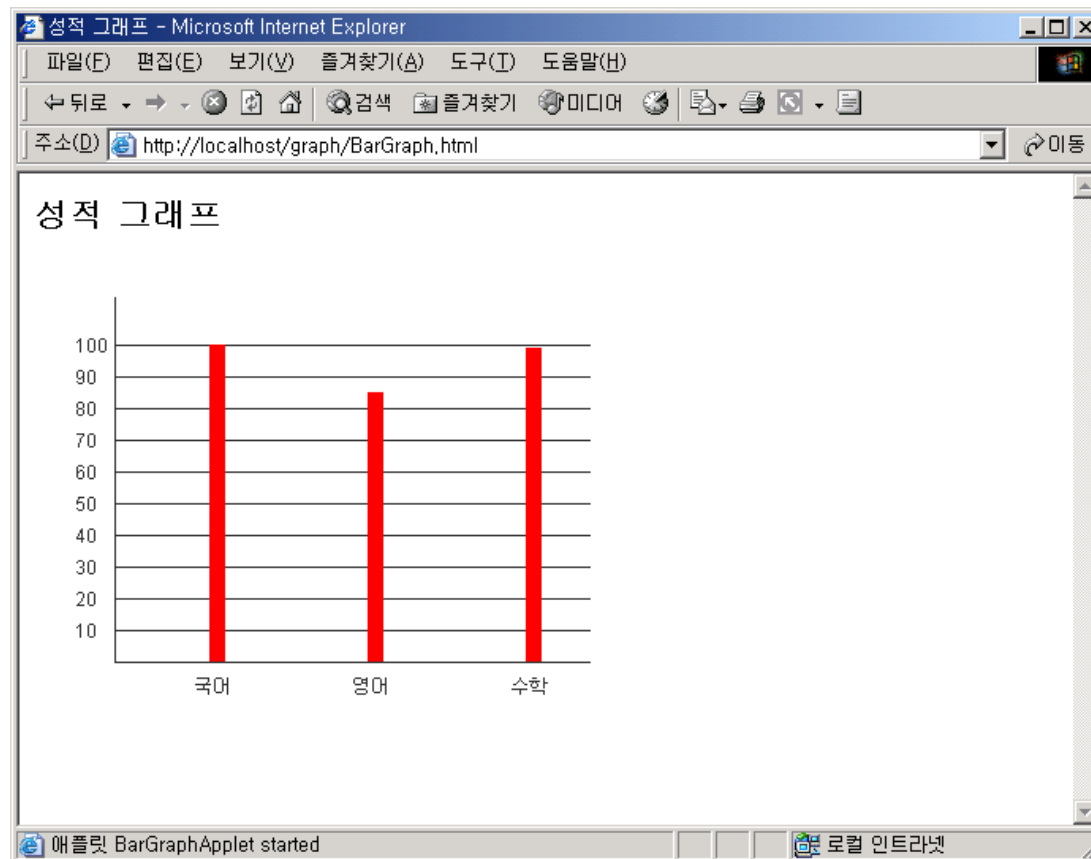 성적 그래프 - Microsoft Internet Explorer
파일(F) 편집(E) 보기(V) 즐겨찾기(A) 도구(T) 도움말(H)
뒤로 검색 즐겨찾기 미디어
주소(D) http://localhost/graph/BarGraph.html 이동
성적 그래프
100
90
80
70
60
50
40
30
20
10
국어 영어 수학
애플릿 BarGraphApplet started 로컬 인트라넷